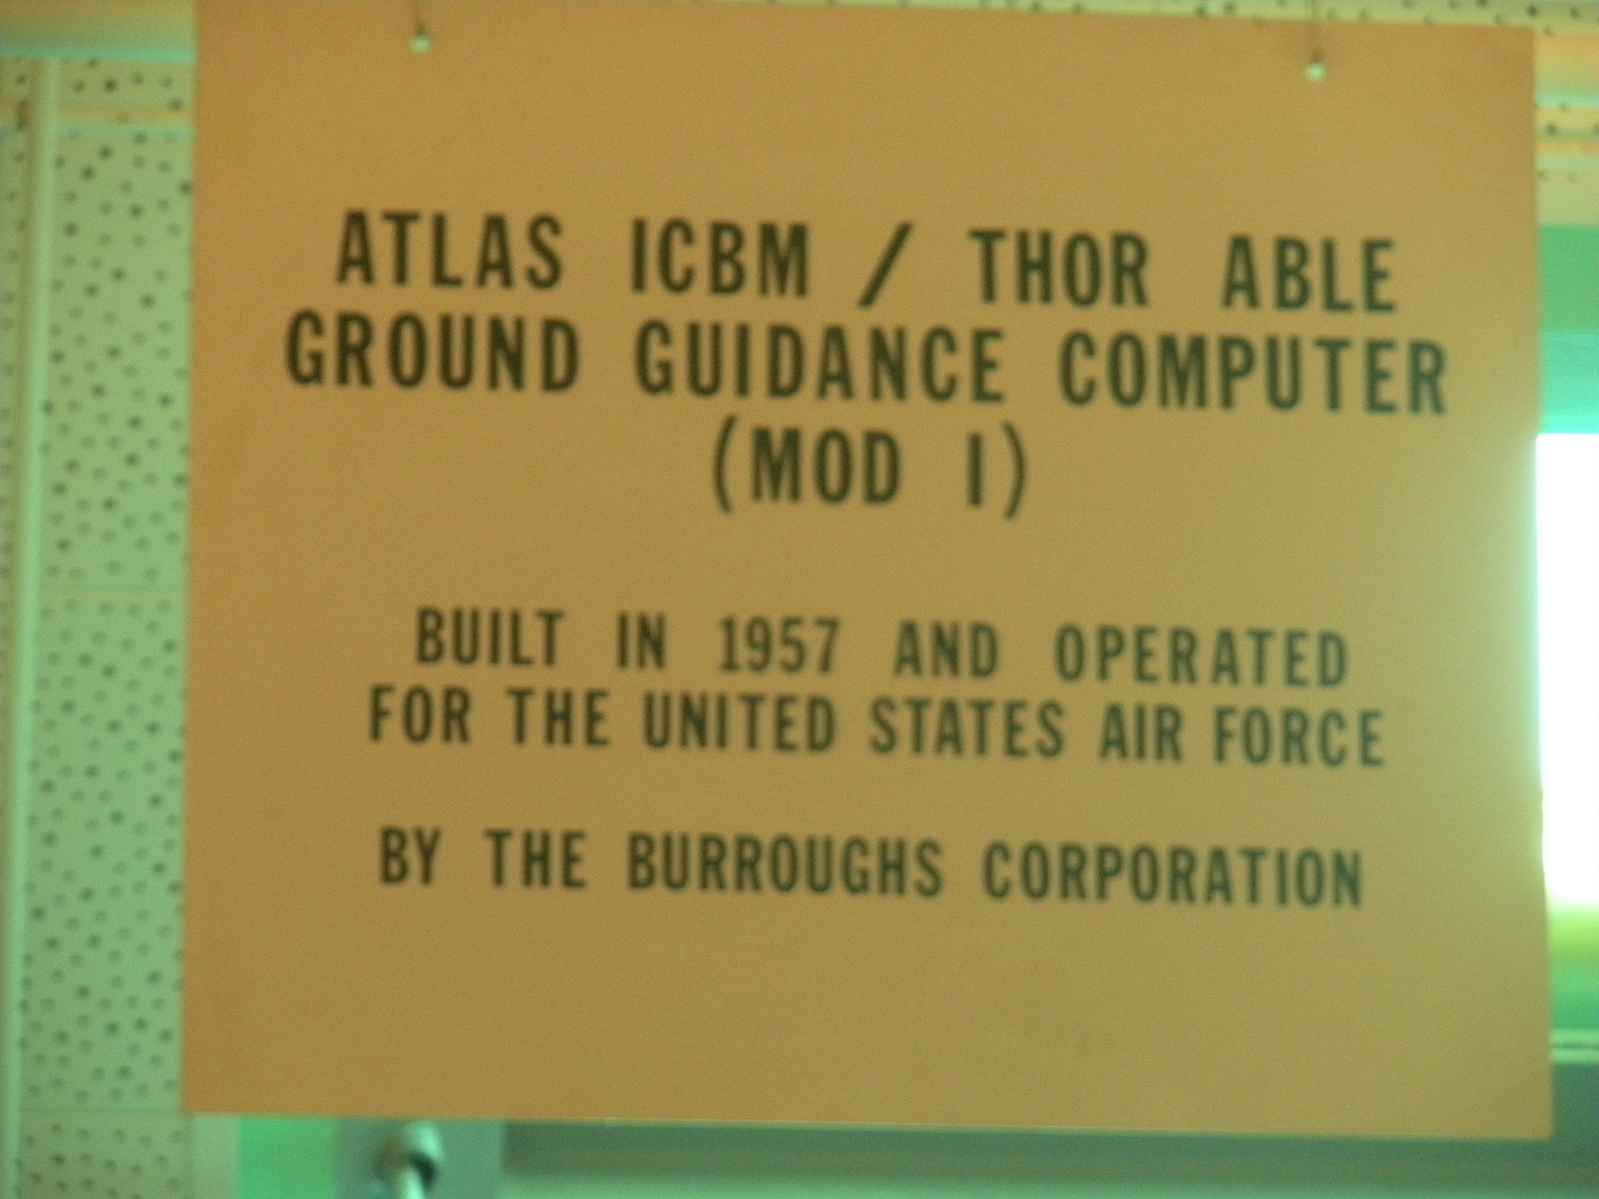 ATLAS ICBM / THOR ABLE
GROUND GUIDANCE COMPUTER
(MOD I)
BUILT IN 1957 AND OPERATED
FOR THE UNITED STATES AIR FORCE
BY THE BURROUGHS CORPORATION